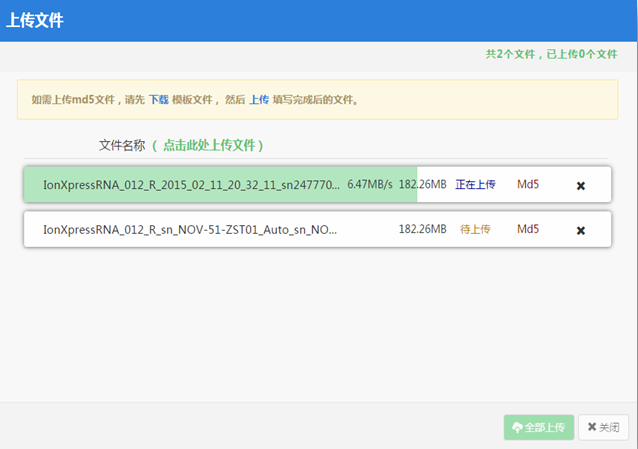 上传文件
共2个文件，已上传0个文件
如需上传md5文件，请先 下载 模板文件， 然后 上传 填写完成后的文件。
文件名称 （ 点击此处上传文件 ）
IonXpressRNA_012_R_2015_02_11_20_32_11_sn247770... 6.47MB/s 182.26MB 正在上传 Md5 ✖
IonXpressRNA_012_R_sn_NOV-51-ZST01_Auto_sn_NO... 182.26MB 待上传 Md5 ✖
全部上传 ✖ 关闭